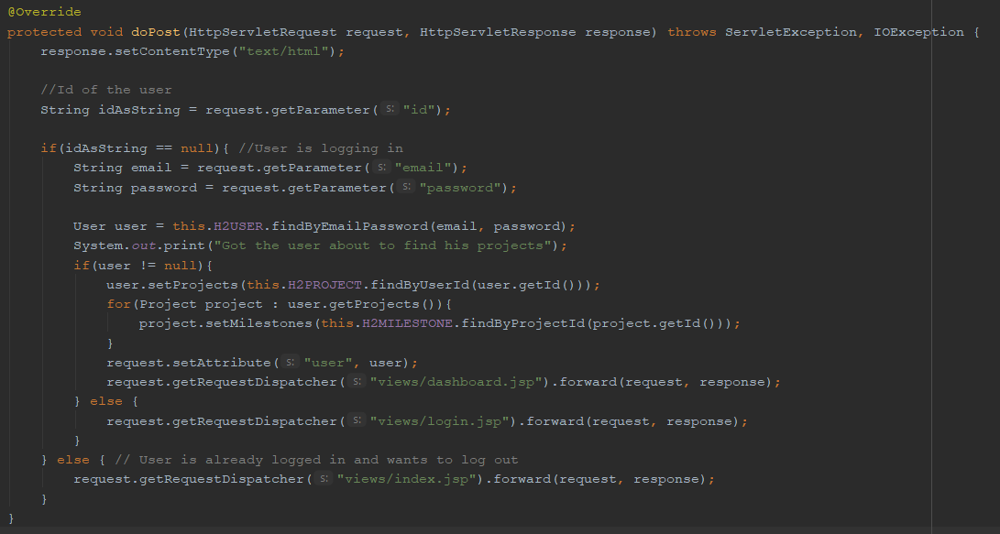 @Override
protected void doPost(HttpServletRequest request, HttpServletResponse response) throws ServletException, IOException {
    response.setContentType("text/html");

    //Id of the user
    String idAsString = request.getParameter( s: "id");

    if(idAsString == null){ //User is logging in
        String email = request.getParameter( s: "email");
        String password = request.getParameter( s: "password");

        User user = this.H2USER.findByEmailPassword(email, password);
        System.out.print("Got the user about to find his projects");
        if(user != null){
            user.setProjects(this.H2PROJECT.findByUserId(user.getId()));
            for(Project project : user.getProjects()){
                project.setMilestones(this.H2MILESTONE.findByProjectId(project.getId()));
            }
            request.setAttribute( s: "user", user);
            request.getRequestDispatcher( s: "views/dashboard.jsp").forward(request, response);
        } else {
            request.getRequestDispatcher( s: "views/login.jsp").forward(request, response);
        }
    } else { // User is already logged in and wants to log out
        request.getRequestDispatcher( s: "views/index.jsp").forward(request, response);
    }
}